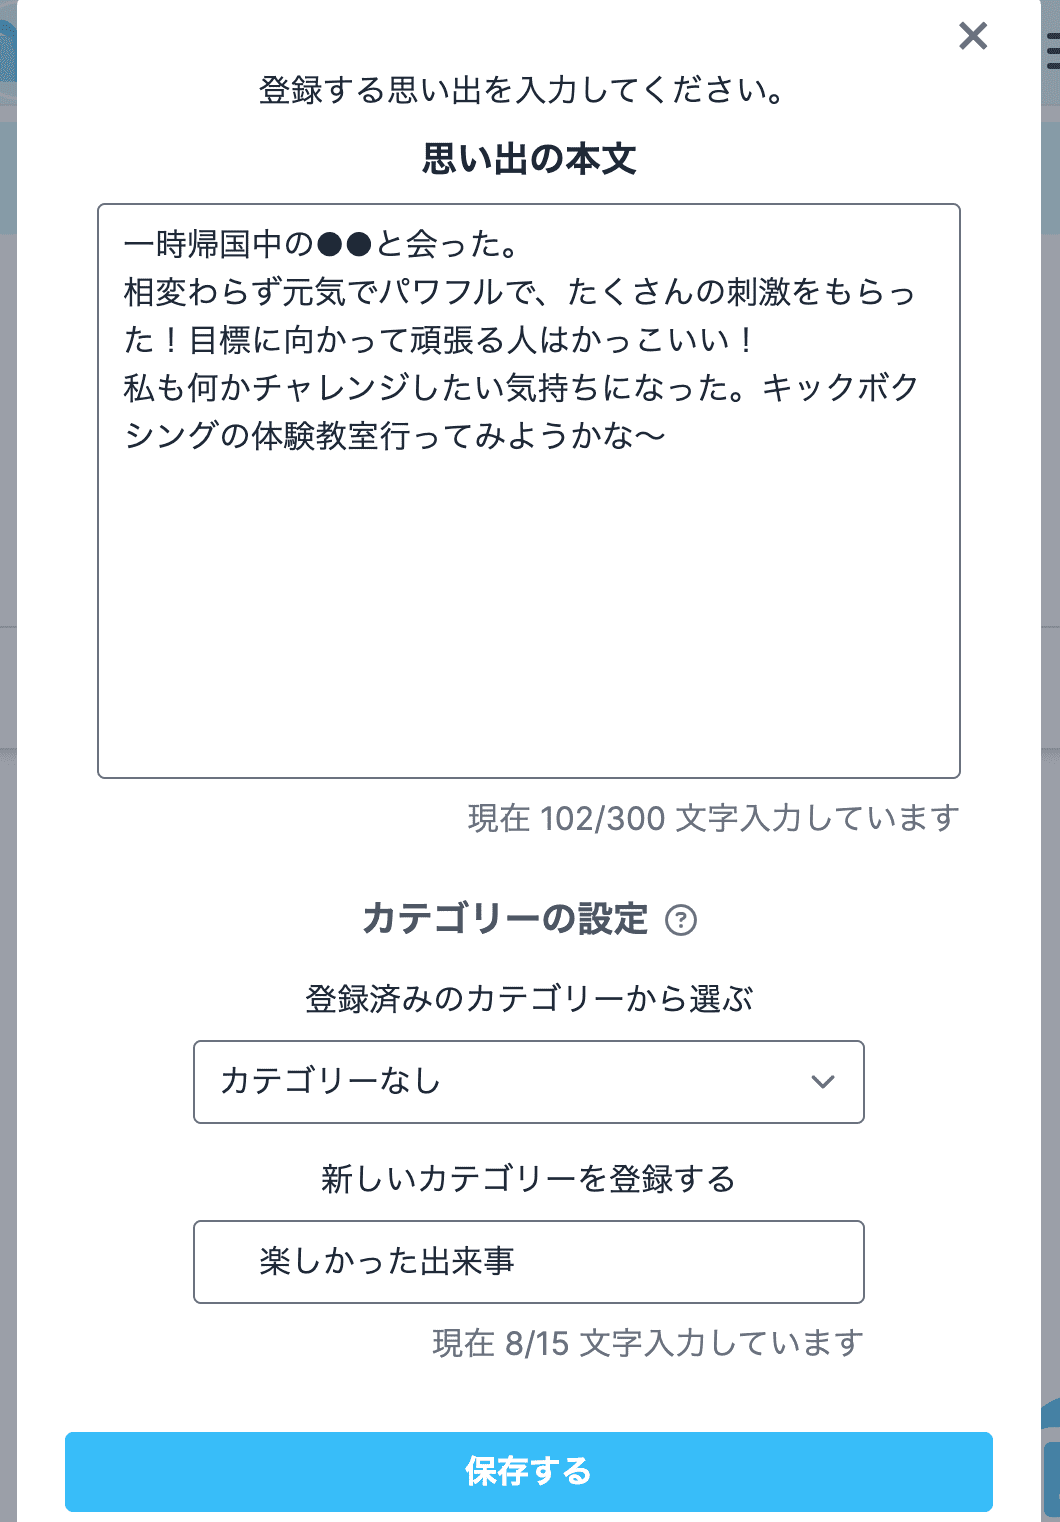 登録する思い出を入力してください。
思い出の本文
一時帰国中の●●と会った。
相変わらず元気でパワフルで、たくさんの刺激をもらっ
た！目標に向かって頑張る人はかっこいい！
私も何かチャレンジしたい気持ちになった。キックボク
シングの体験教室行ってみようかな〜
現在 102/300 文字入力しています
カテゴリーの設定 ?
登録済みのカテゴリーから選ぶ
カテゴリーなし
新しいカテゴリーを登録する
楽しかった出来事
現在 8/15 文字入力しています
保存する